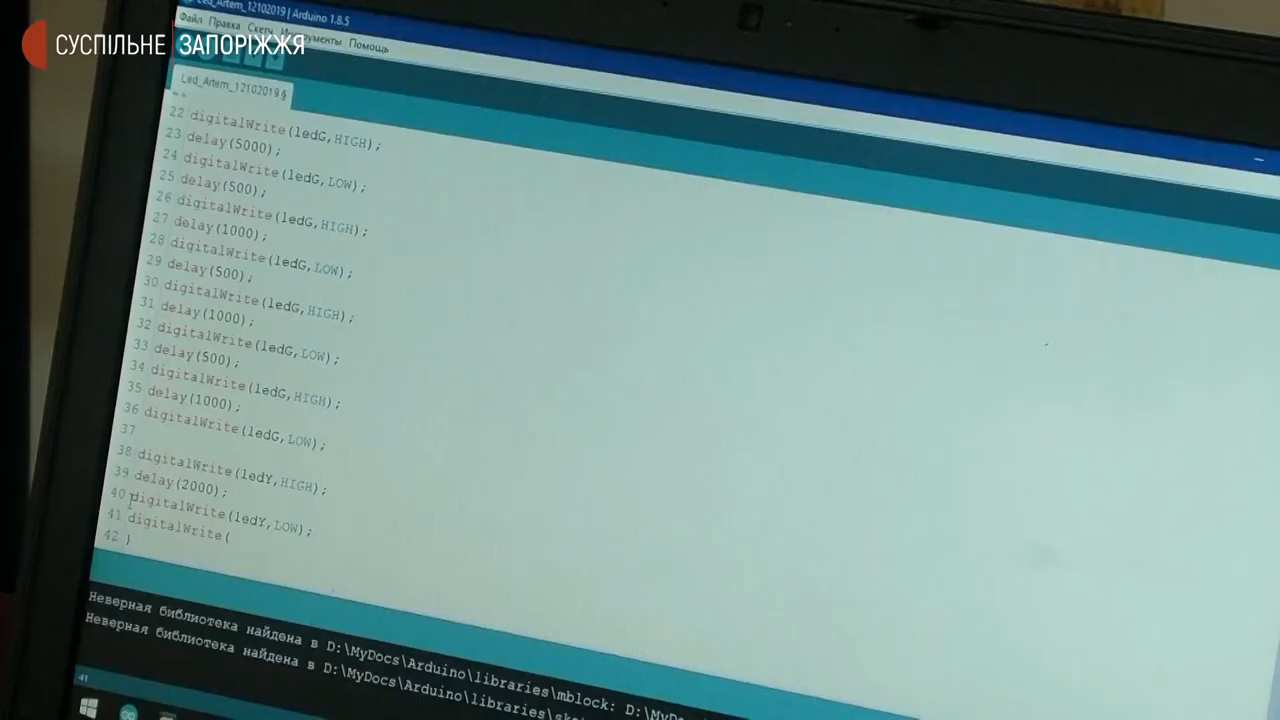 СУСПІЛЬНЕ ЗАПОРІЖЖЯ
Led_Artem_12102019 | Arduino 1.8.5
Файл Правка Скетч Инструменты Помощь
Led_Artem_12102019 §
22 digitalWrite(ledG,HIGH);
23 delay(5000);
24 digitalWrite(ledG,LOW);
25 delay(500);
26 digitalWrite(ledG,HIGH);
27 delay(1000);
28 digitalWrite(ledG,LOW);
29 delay(500);
30 digitalWrite(ledG,HIGH);
31 delay(1000);
32 digitalWrite(ledG,LOW);
33 delay(500);
34 digitalWrite(ledG,HIGH);
35 delay(1000);
36 digitalWrite(ledG,LOW);
37
38 digitalWrite(ledY,HIGH);
39 delay(2000);
40 digitalWrite(ledY,LOW);
41 digitalWrite(
42 }
Неверная библиотека найдена в D:\MyDocs\Arduino\libraries\mblock: D:\MyD
Неверная библиотека найдена в D:\MyDocs\Arduino\libraries\
41